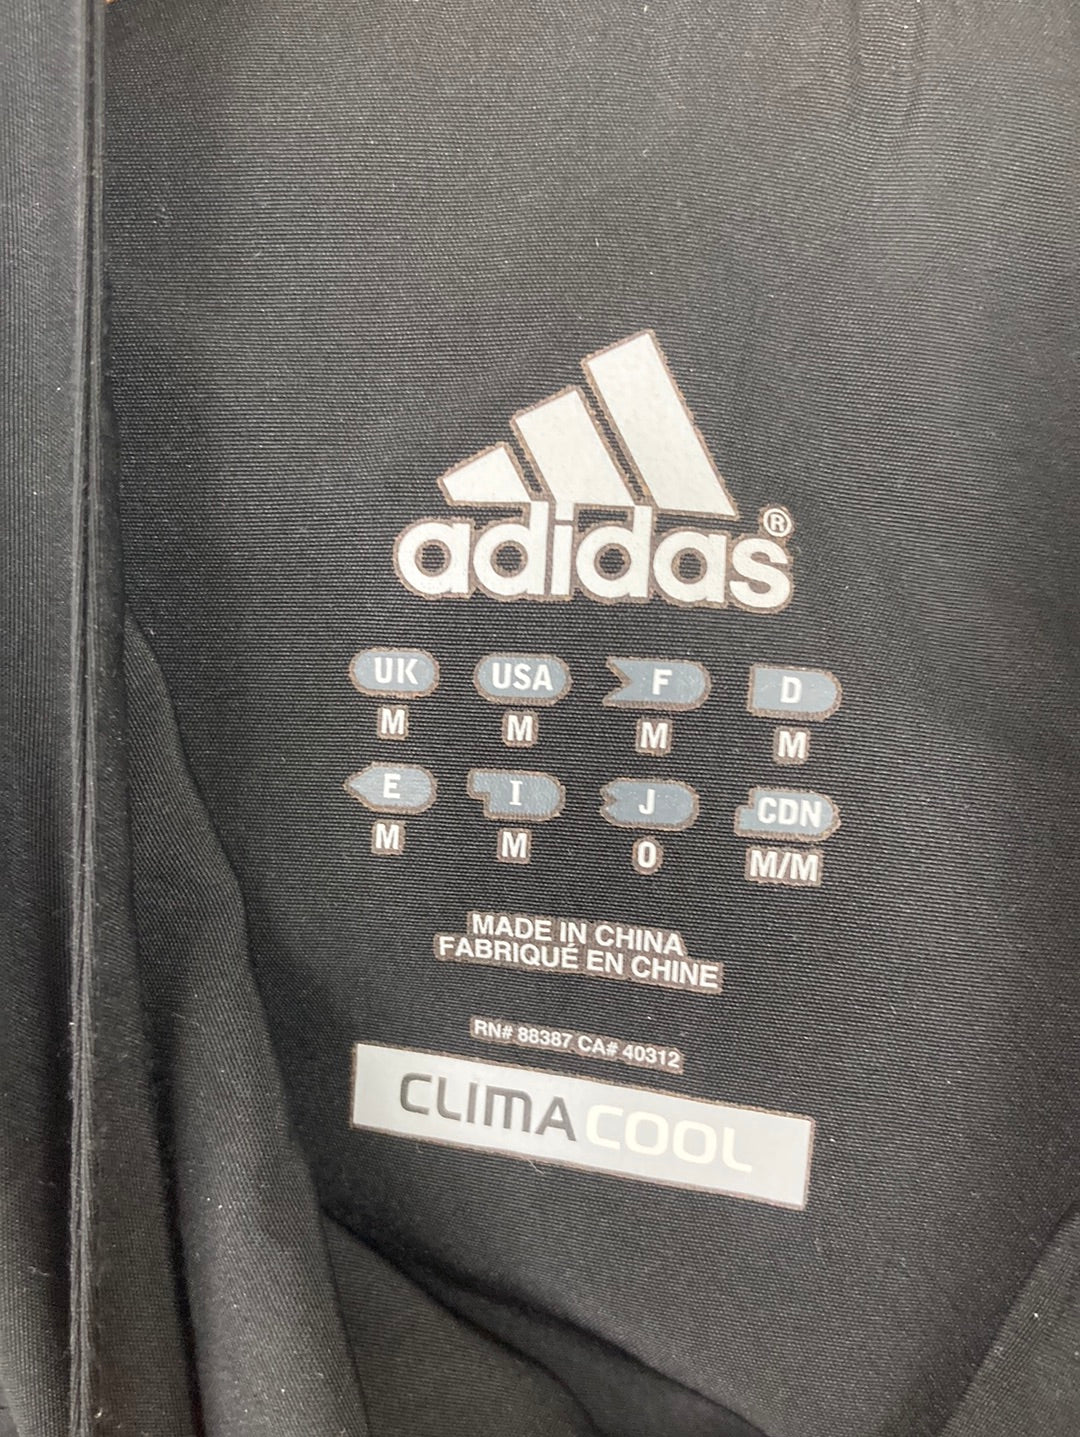 adidas®
UK USA F D
M M M M
E I J CDN
M M O M/M
MADE IN CHINA
FABRIQUÉ EN CHINE
RN# 88387 CA# 40312
CLIMACOOL